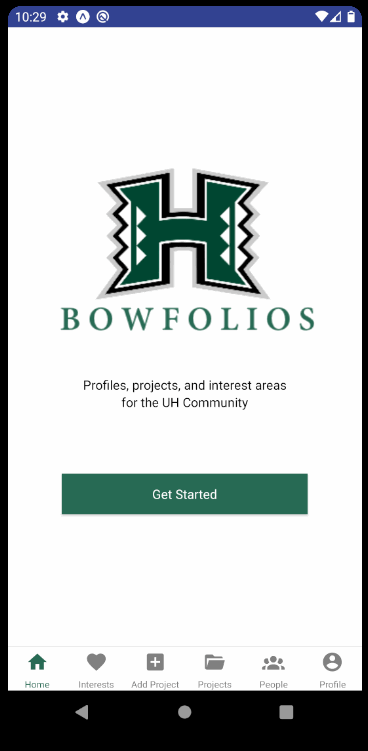 10:29
H
BOWFOLIOS
Profiles, projects, and interest areas
for the UH Community
Get Started
Home Interests Add Project Projects People Profile